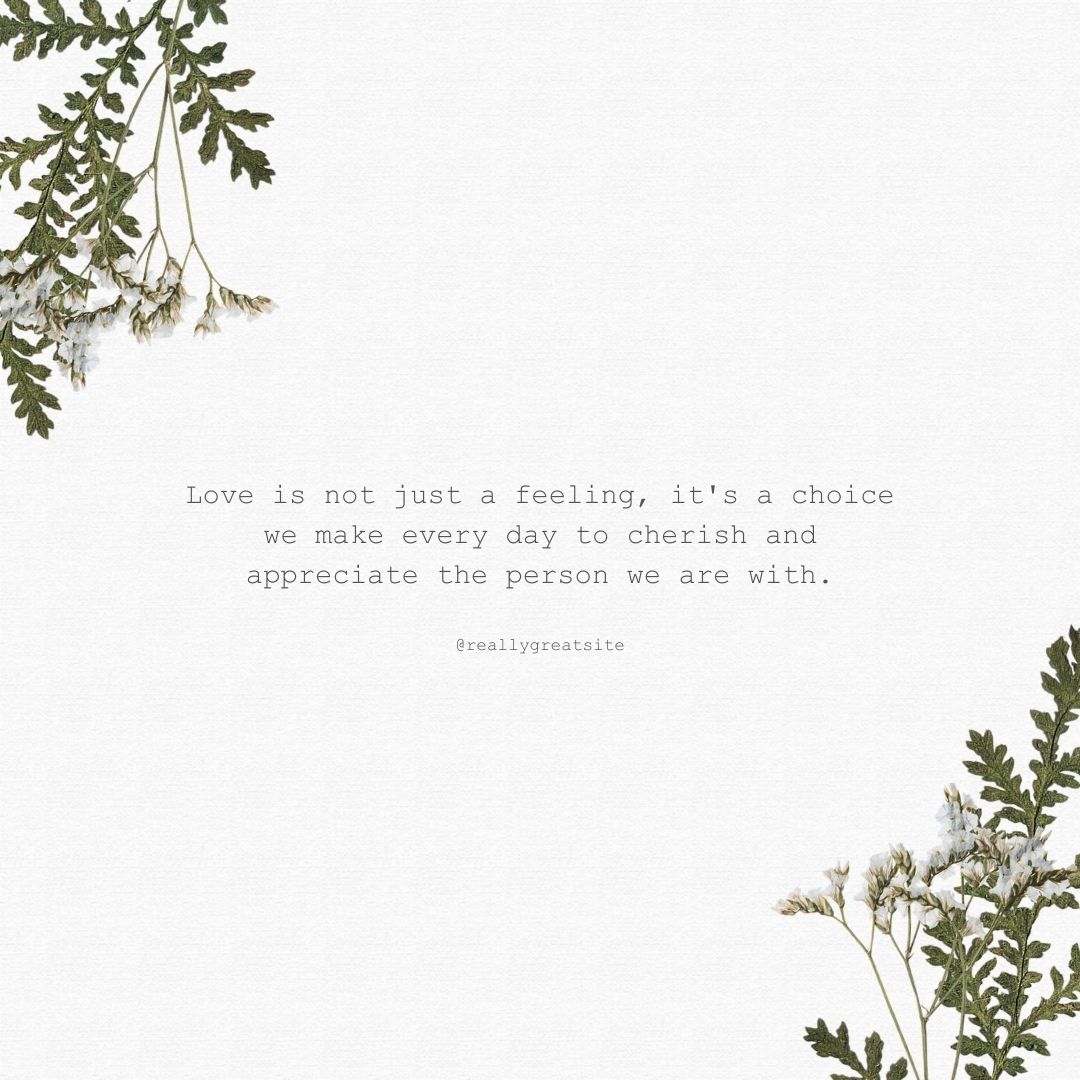 Love is not just a feeling, it's a choice
we make every day to cherish and
appreciate the person we are with.
@reallygreatsite